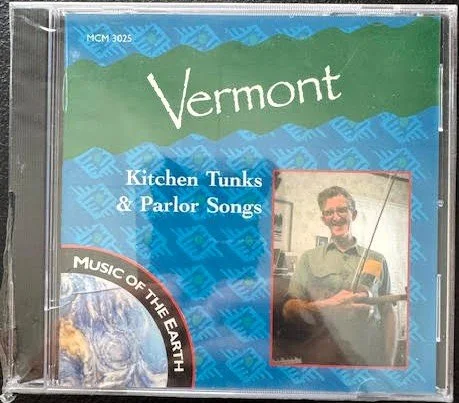 MCM 3025
Vermont
Kitchen Tunks
& Parlor Songs
MUSIC OF THE EARTH